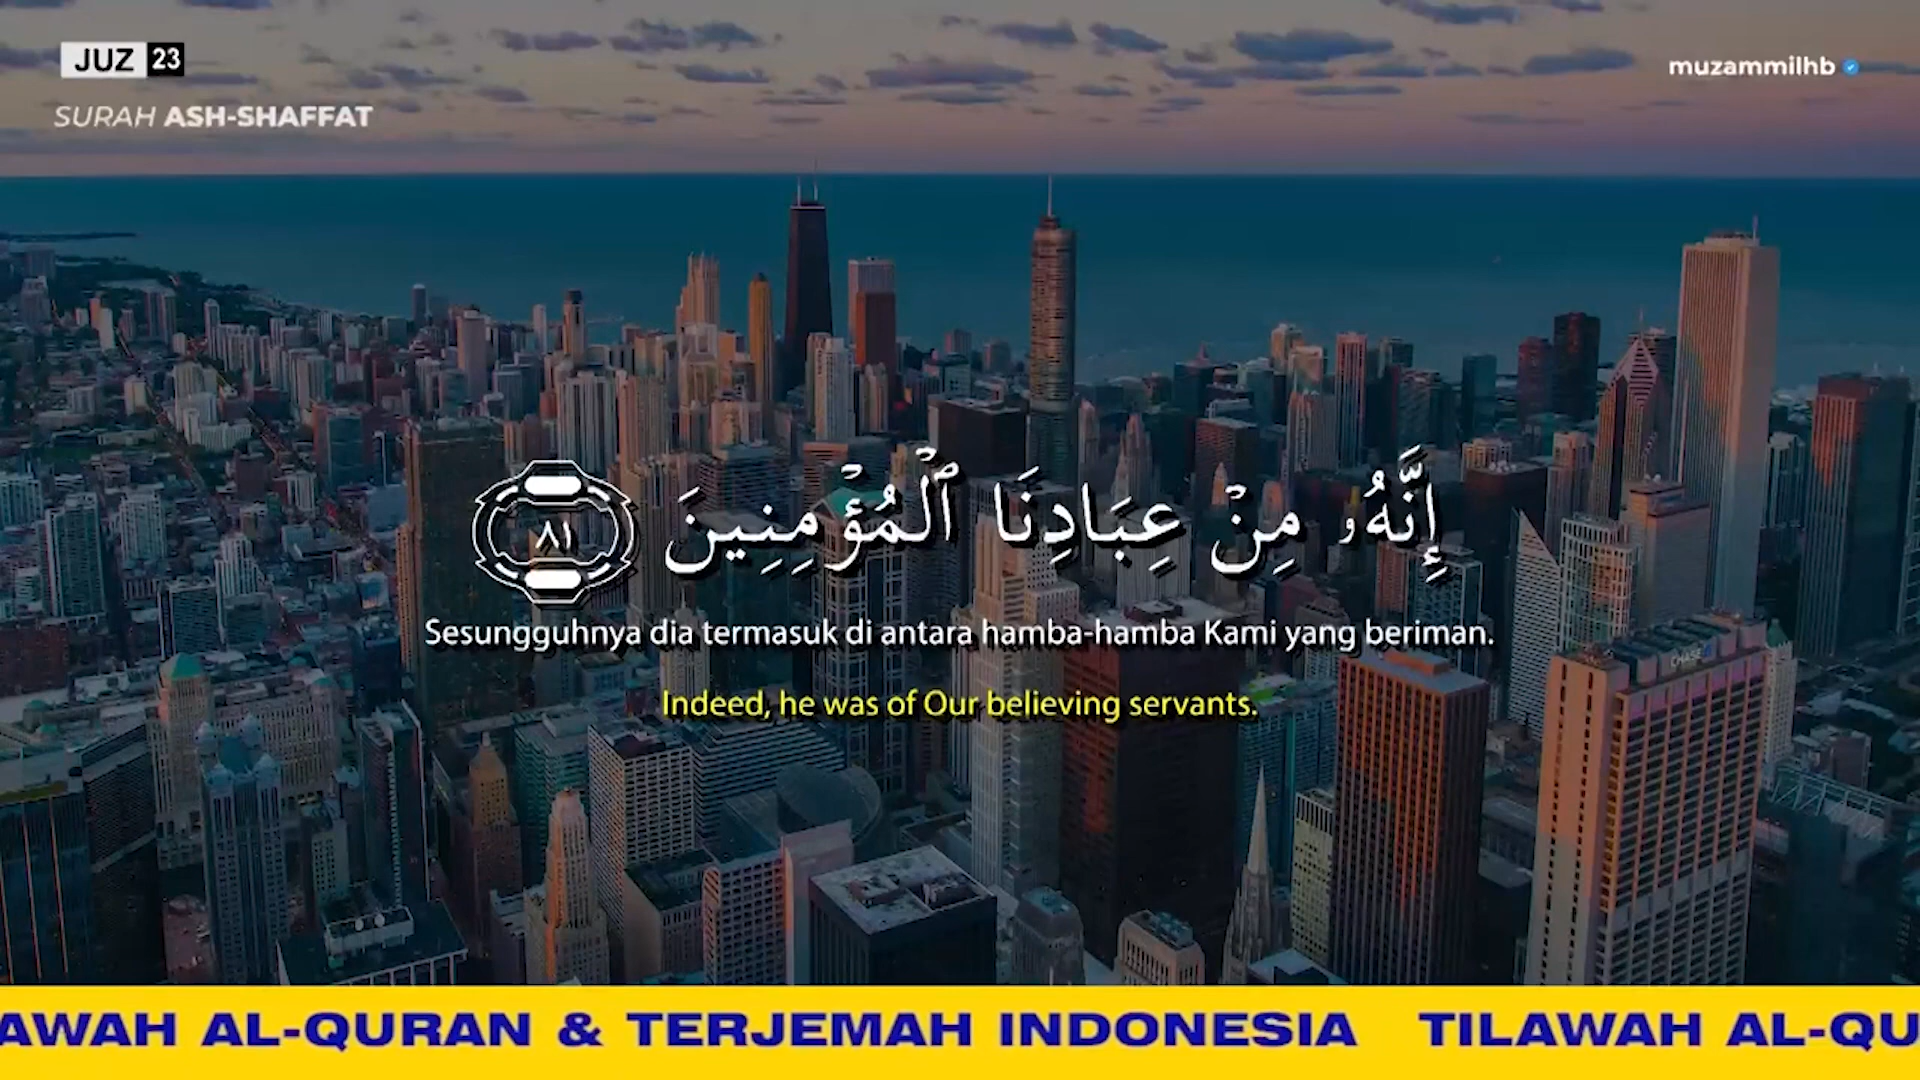 JUZ 23
muzammilhb
SURAH ASH-SHAFFAT
إِنَّهُۥ مِنْ عِبَادِنَا ٱلْمُؤْمِنِينَ ٨١
Sesungguhnya dia termasuk di antara hamba-hamba Kami yang beriman.
Indeed, he was of Our believing servants.
CHASE
AWAH AL-QURAN & TERJEMAH INDONESIA TILAWAH AL-QU